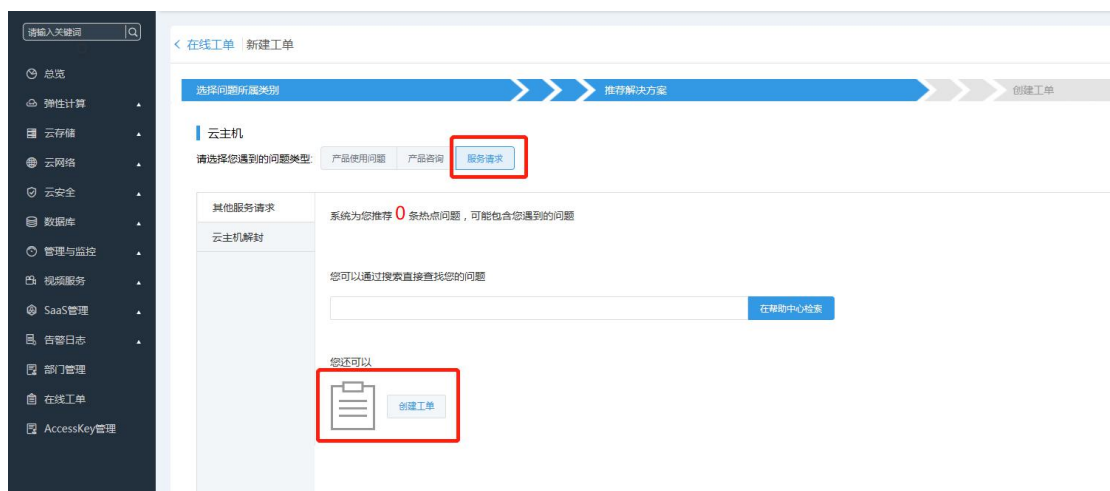 请输入关键词
总览
弹性计算
云存储
云网络
云安全
数据库
管理与监控
视频服务
SaaS管理
告警日志
部门管理
在线工单
AccessKey管理
< 在线工单 新建工单
选择问题所属类别
推荐解决方案
创建工单
云主机
请选择您遇到的问题类型: 产品使用问题 产品咨询 服务请求
其他服务请求
云主机解封
系统为您推荐 0 条热点问题，可能包含您遇到的问题
您可以通过搜索直接查找您的问题
在帮助中心检索
您还可以
创建工单